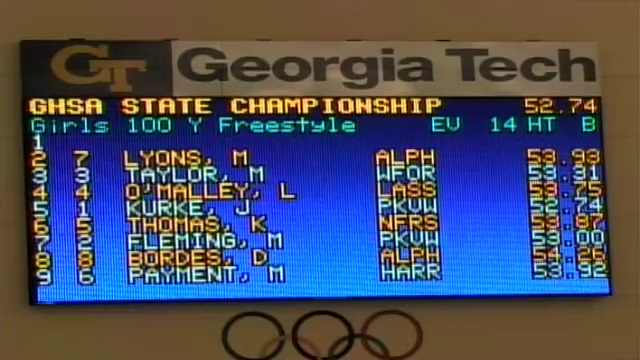 GT Georgia Tech
GHSA STATE CHAMPIONSHIP 52.74
Girls 100 Y Freestyle EV 14 HT B
1
2 7 LYONS, M ALPH 53.93
3 3 TAYLOR, M WFOR 53.31
4 4 O'MALLEY, L LASS 53.75
5 1 KURKE, J PKVW 52.74
6 5 THOMAS, K NFRS 53.87
7 2 FLEMING, M PKVW 53.00
8 8 BORDES, D ALPH 54.26
9 6 PAYMENT, M HARR 53.92